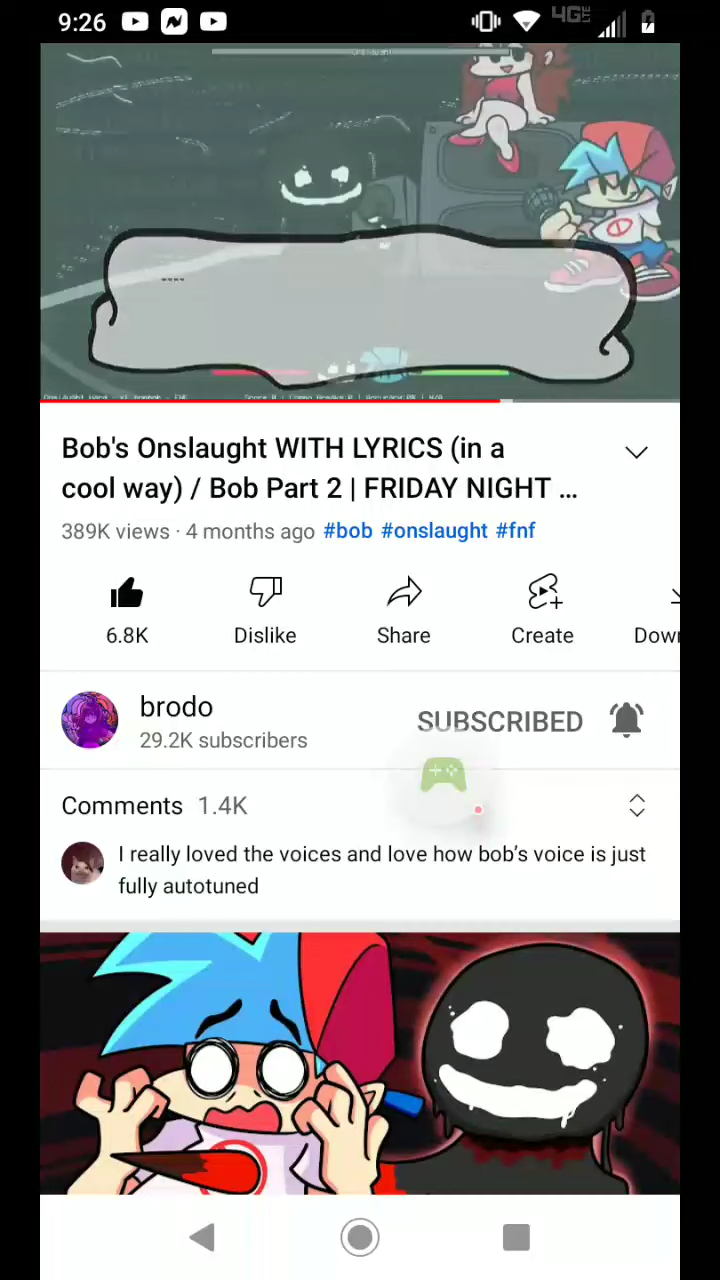 9:26
4G
Bob's Onslaught WITH LYRICS (in a
cool way) / Bob Part 2 | FRIDAY NIGHT ...
389K views · 4 months ago #bob #onslaught #fnf
6.8K
Dislike
Share
Create
Down
brodo
29.2K subscribers
SUBSCRIBED
Comments 1.4K
I really loved the voices and love how bob's voice is just
fully autotuned